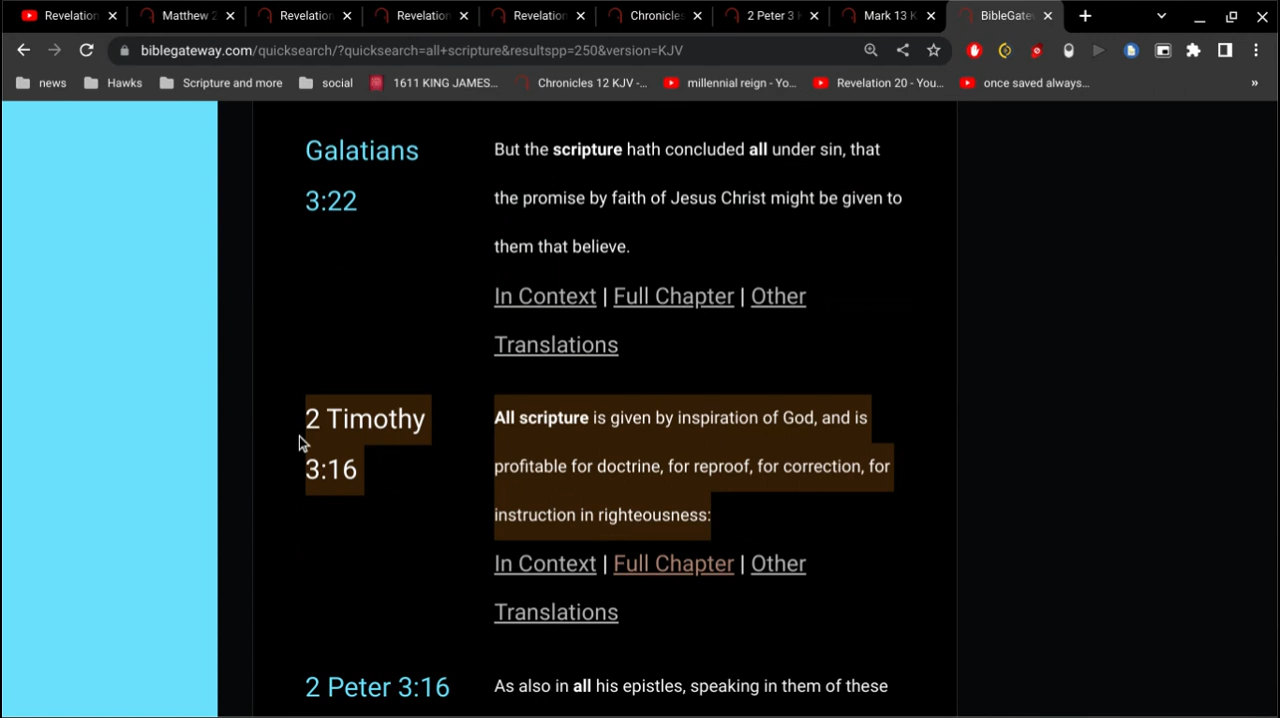 Revelation
Matthew 2
Revelation
Revelation
Revelation
Chronicles
2 Peter 3 K
Mark 13 K
BibleGatew
biblegateway.com/quicksearch/?quicksearch=all+scripture&resultspp=250&version=KJV
news
Hawks
Scripture and more
social
1611 KING JAMES...
Chronicles 12 KJV -...
millennial reign - Yo...
Revelation 20 - You...
once saved always...
»
Galatians
3:22
But the scripture hath concluded all under sin, that
the promise by faith of Jesus Christ might be given to
them that believe.
In Context | Full Chapter | Other
Translations
2 Timothy
3:16
All scripture is given by inspiration of God, and is
profitable for doctrine, for reproof, for correction, for
instruction in righteousness:
In Context | Full Chapter | Other
Translations
2 Peter 3:16
As also in all his epistles, speaking in them of these